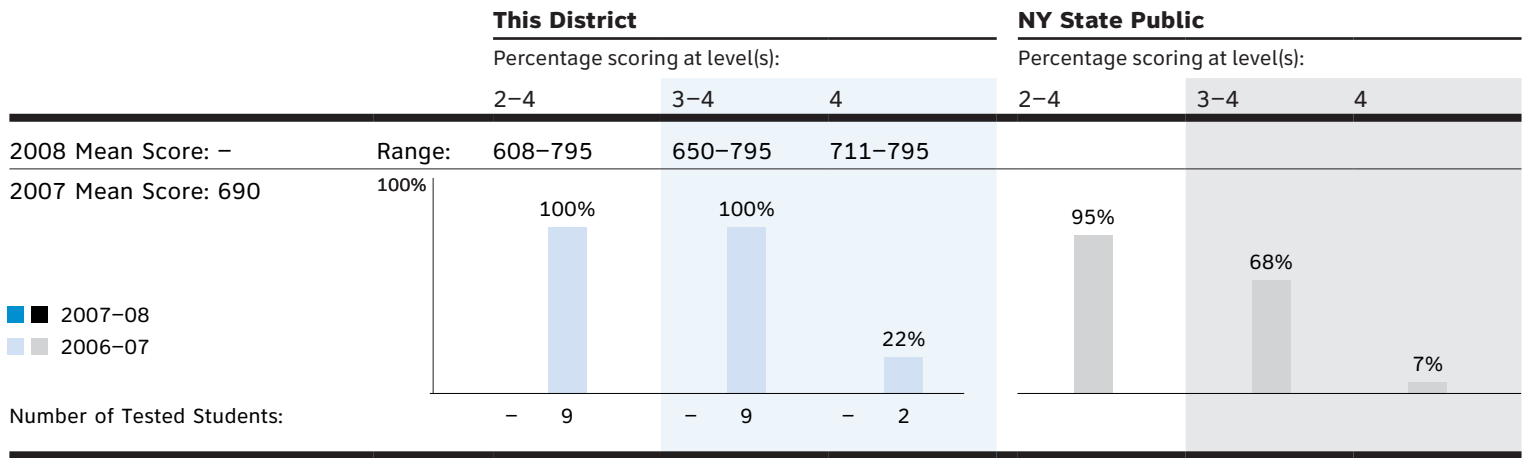 This District NY State Public
Percentage scoring at level(s): Percentage scoring at level(s):
2–4 3–4 4 2–4 3–4 4
2008 Mean Score: – Range: 608–795 650–795 711–795
2007 Mean Score: 690 100%
100% 100% 95%
68%
22% 7%
2007–08
2006–07
Number of Tested Students: – 9 – 9 – 2